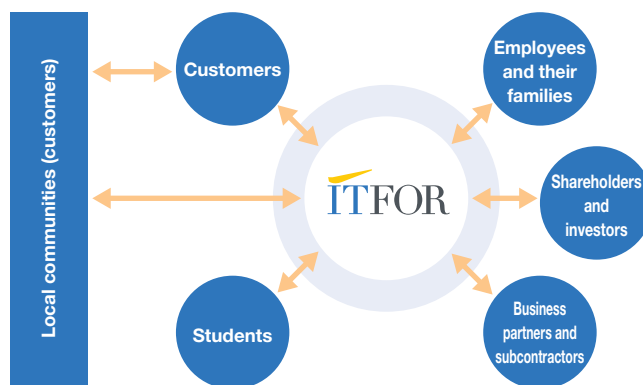 Local communities (customers)
Customers
Employees
and their
families
ITFOR
Shareholders
and
investors
Students
Business
partners and
subcontractors